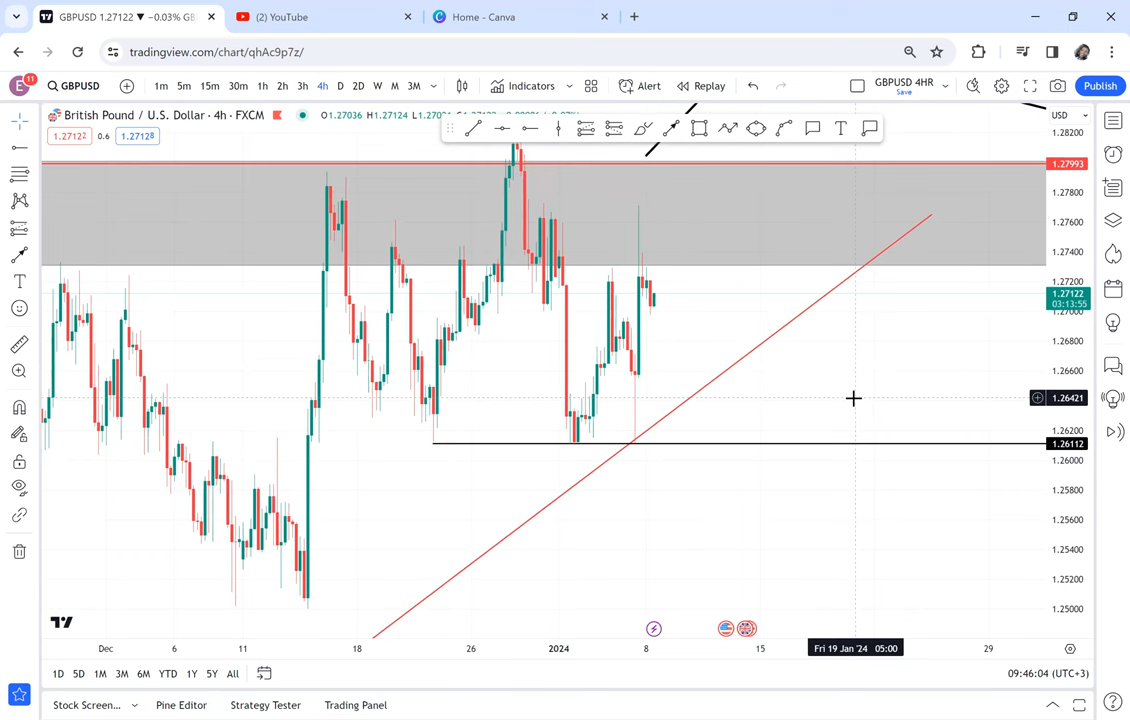 GBPUSD 1.27122 ▼ −0.03% GB
(2) YouTube
Home - Canva
tradingview.com/chart/qhAc9p7z/
E
11
GBPUSD
1m 5m 15m 30m 1h 2h 3h 4h D 2D W M 3M
Indicators
Alert
Replay
GBPUSD 4HR
Save
Publish
British Pound / U.S. Dollar · 4h · FXCM
O1.27036 H1.27124
1.27122
0.6
1.27128
USD
1.28200
1.27993
1.27800
1.27600
1.27400
1.27200
1.27122
03:13:55
1.27000
1.26800
1.26600
1.26421
1.26200
1.26112
1.26000
1.25800
1.25600
1.25400
1.25200
1.25000
Dec
6
11
18
26
2024
8
15
Fri 19 Jan '24 05:00
29
1D 5D 1M 3M 6M YTD 1Y 5Y All
09:46:04 (UTC+3)
Stock Screen...
Pine Editor
Strategy Tester
Trading Panel